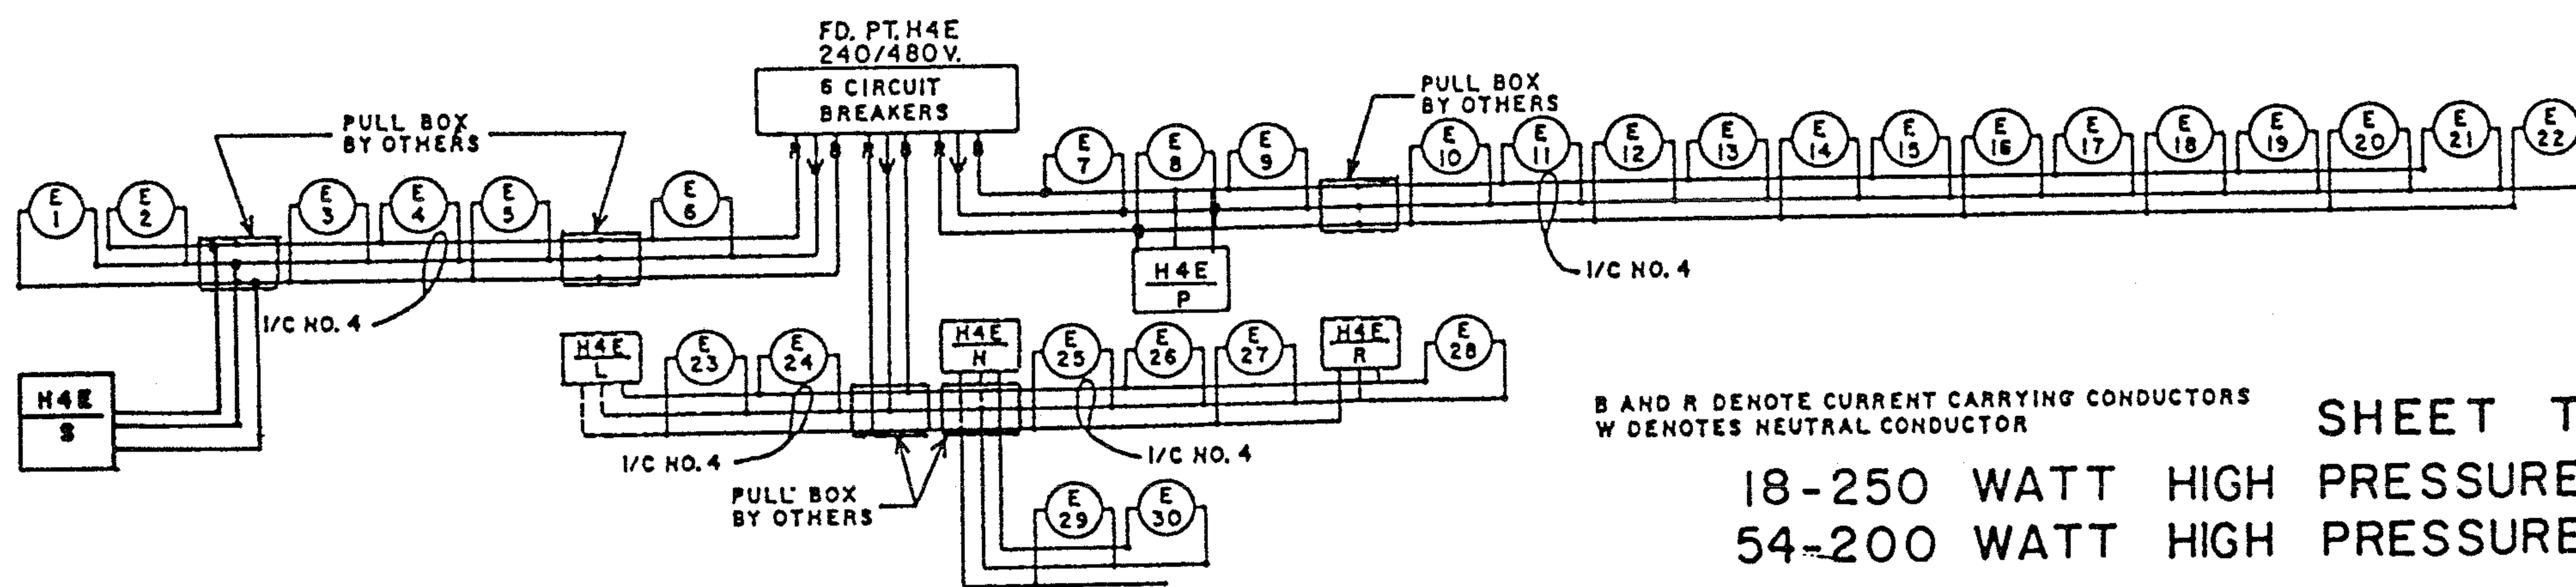 FD. PT. H4E
240/480V.
6 CIRCUIT
BREAKERS
R
B
R
B
R
B
PULL BOX
BY OTHERS
PULL BOX
BY OTHERS
E
1
E
2
E
3
E
4
E
5
E
6
E
7
E
8
E
9
E
10
E
11
E
12
E
13
E
14
E
15
E
16
E
17
E
18
E
19
E
20
E
21
E
22
1/C NO. 4
1/C NO. 4
H4E
P
H4E
S
H4E
L
E
23
E
24
H4E
N
E
25
E
26
E
27
H4E
R
E
28
1/C NO. 4
1/C NO. 4
PULL BOX
BY OTHERS
E
29
E
30
B AND R DENOTE CURRENT CARRYING CONDUCTORS
W DENOTES NEUTRAL CONDUCTOR
SHEET T
18-250 WATT HIGH PRESSURE
54-200 WATT HIGH PRESSURE